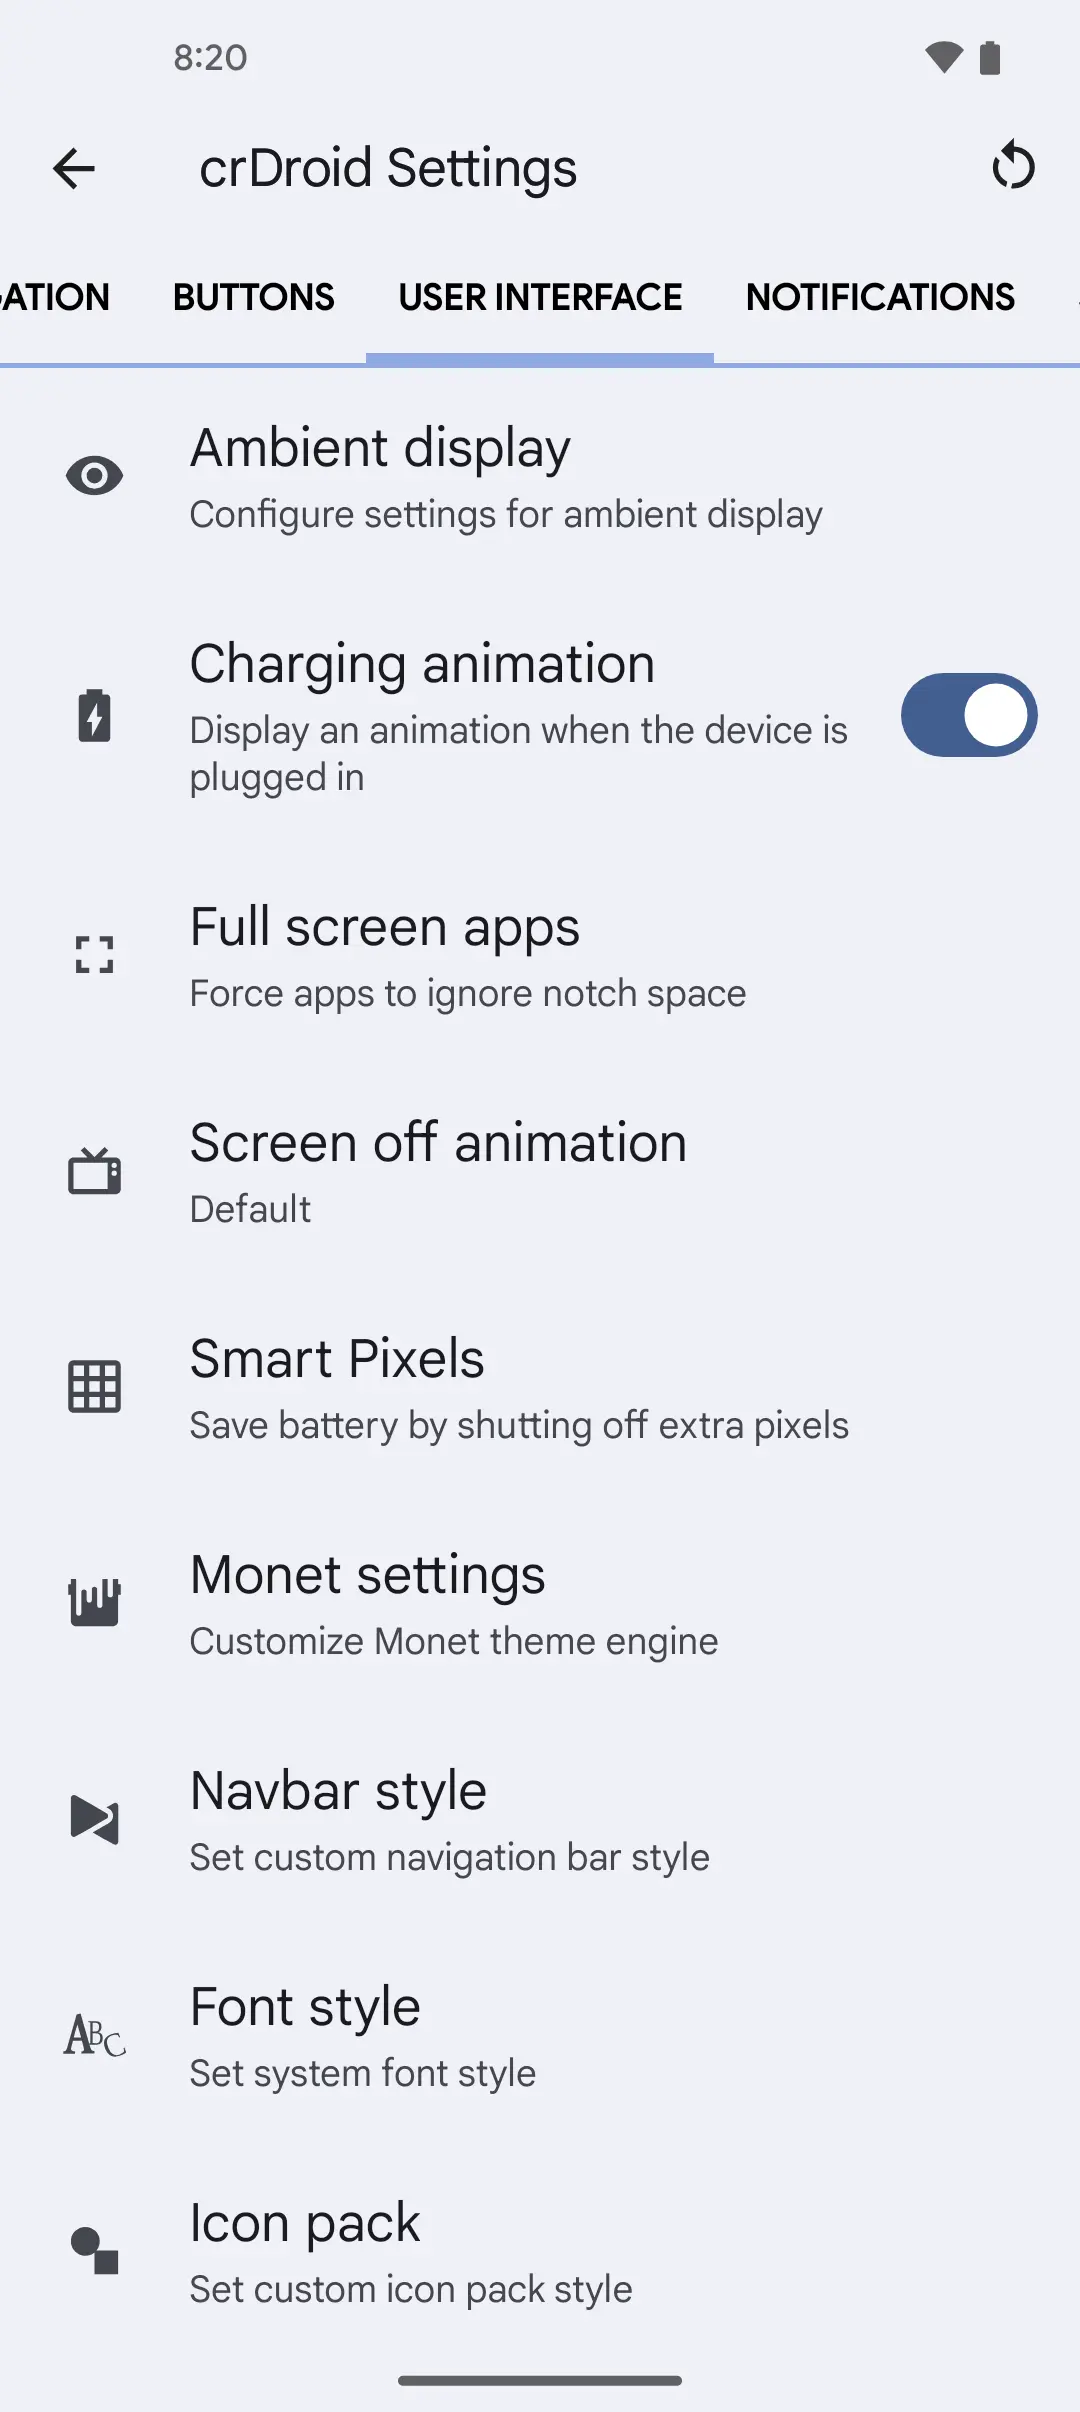 8:20
crDroid Settings
GATION BUTTONS USER INTERFACE NOTIFICATIONS
Ambient display
Configure settings for ambient display
Charging animation
Display an animation when the device is
plugged in
Full screen apps
Force apps to ignore notch space
Screen off animation
Default
Smart Pixels
Save battery by shutting off extra pixels
Monet settings
Customize Monet theme engine
Navbar style
Set custom navigation bar style
ABC
Font style
Set system font style
Icon pack
Set custom icon pack style